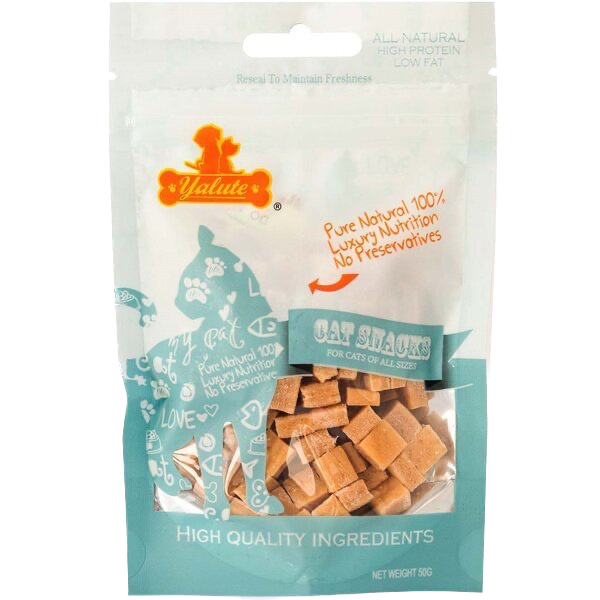 ALL NATURAL
HIGH PROTEIN
LOW FAT
Reseal To Maintain Freshness
Yalute
®
Pure Natural 100%
Luxury Nutrition
No Preservatives
my cat
Pure Natural 100%
Luxury Nutrition
No Preservative
LOVE
CAT SNACKS
FOR CATS OF ALL SIZES
HIGH QUALITY INGREDIENTS
NET WEIGHT 50G